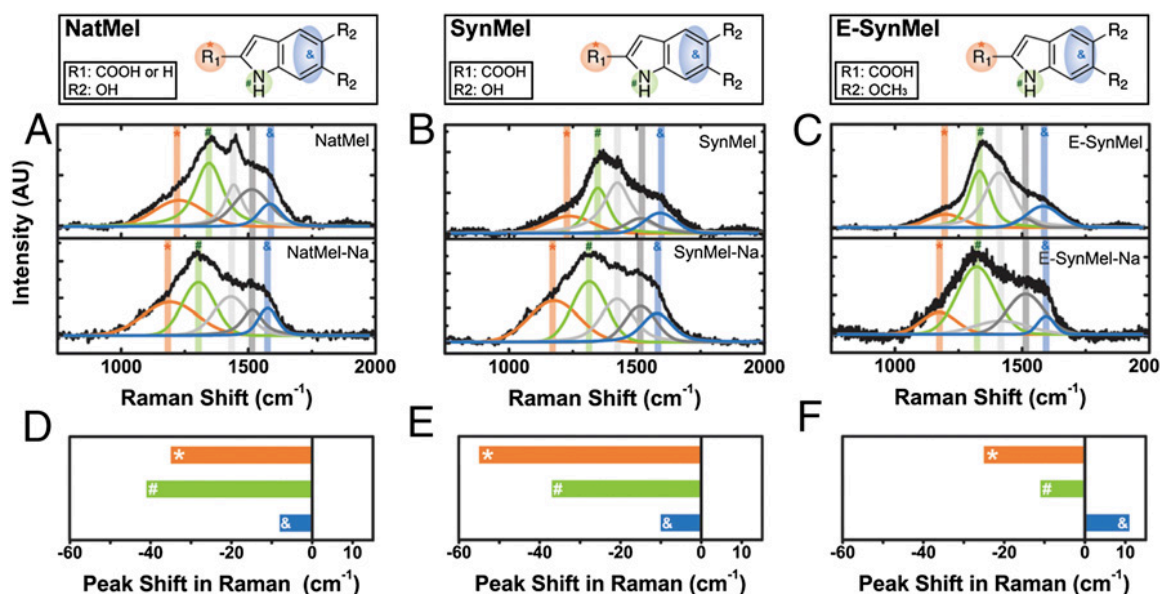 NatMel
R1: COOH or H
R2: OH
*
R1
#
N
H
&
R2
R2
SynMel
R1: COOH
R2: OH
*
R1
#
N
H
&
R2
R2
E-SynMel
R1: COOH
R2: OCH3
*
R1
#
N
H
&
R2
R2
A
* # &
NatMel
* # &
NatMel-Na
Intensity (AU)
1000 1500 2000
Raman Shift (cm-1)
B
* # &
SynMel
* # &
SynMel-Na
1000 1500 2000
Raman Shift (cm-1)
C
* # &
E-SynMel
* # &
E-SynMel-Na
1000 1500 200
Raman Shift (cm-1)
D
*
#
&
-60 -40 -20 0
Peak Shift in Raman (cm-1)
E
*
#
&
-60 -40 -20 0 10
Peak Shift in Raman (cm-1)
F
*
#
&
-60 -40 -20 0 10
Peak Shift in Raman (cm-1)